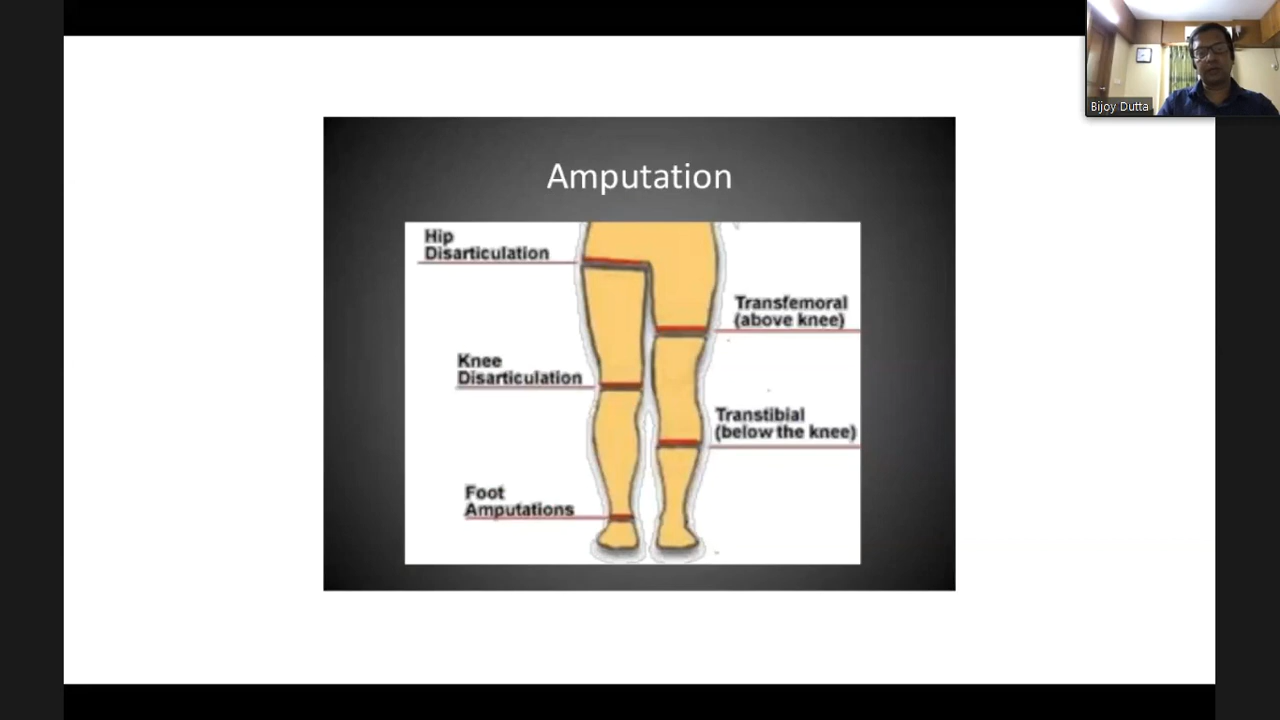 Bijoy Dutta
Amputation
Hip
Disarticulation
Transfemoral
(above knee)
Knee
Disarticulation
Transtibial
(below the knee)
Foot
Amputations